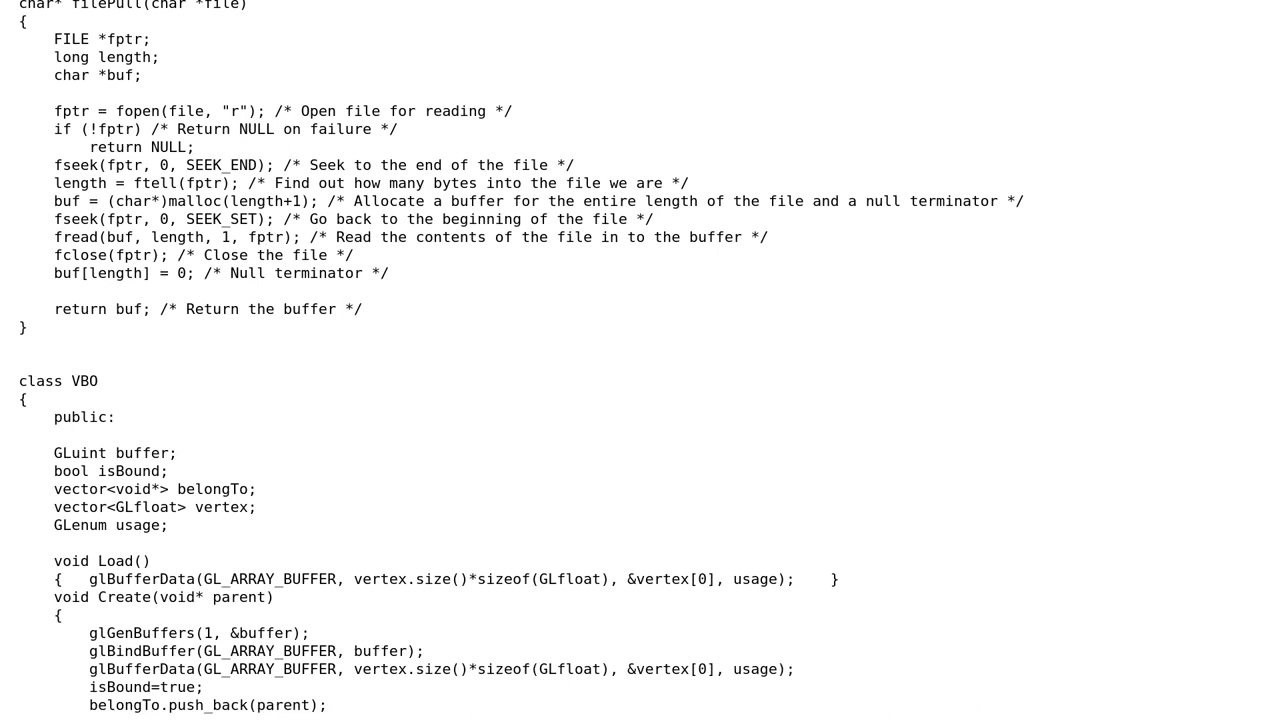 char* filePull(char *file)
{
    FILE *fptr;
    long length;
    char *buf;

    fptr = fopen(file, "r"); /* Open file for reading */
    if (!fptr) /* Return NULL on failure */
        return NULL;
    fseek(fptr, 0, SEEK_END); /* Seek to the end of the file */
    length = ftell(fptr); /* Find out how many bytes into the file we are */
    buf = (char*)malloc(length+1); /* Allocate a buffer for the entire length of the file and a null terminator */
    fseek(fptr, 0, SEEK_SET); /* Go back to the beginning of the file */
    fread(buf, length, 1, fptr); /* Read the contents of the file in to the buffer */
    fclose(fptr); /* Close the file */
    buf[length] = 0; /* Null terminator */

    return buf; /* Return the buffer */
}


class VBO
{
    public:

    GLuint buffer;
    bool isBound;
    vector<void*> belongTo;
    vector<GLfloat> vertex;
    GLenum usage;

    void Load()
    {   glBufferData(GL_ARRAY_BUFFER, vertex.size()*sizeof(GLfloat), &vertex[0], usage);    }
    void Create(void* parent)
    {
        glGenBuffers(1, &buffer);
        glBindBuffer(GL_ARRAY_BUFFER, buffer);
        glBufferData(GL_ARRAY_BUFFER, vertex.size()*sizeof(GLfloat), &vertex[0], usage);
        isBound=true;
        belongTo.push_back(parent);